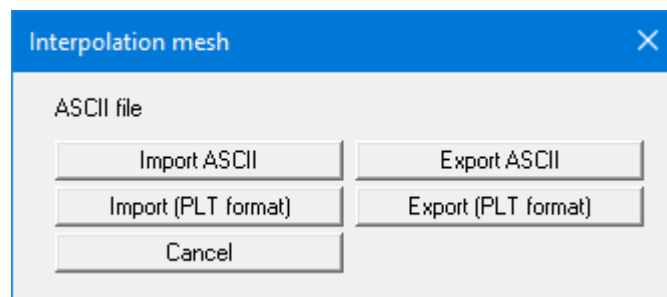 Interpolation mesh
ASCII file
Import ASCII Export ASCII
Import (PLT format) Export (PLT format)
Cancel